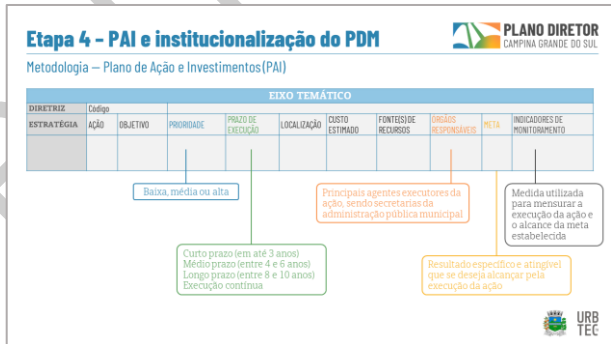 Etapa 4 – PAI e institucionalização do PDM
PLANO DIRETOR
CAMPINA GRANDE DO SUL
Metodologia – Plano de Ação e Investimentos (PAI)
EIXO TEMÁTICO
DIRETRIZ Código
ESTRATÉGIA AÇÃO OBJETIVO PRIORIDADE PRAZO DE EXECUÇÃO LOCALIZAÇÃO CUSTO ESTIMADO FONTE(S) DE RECURSOS ORGÃOS RESPONSÁVEIS META INDICADORES DE MONITORAMENTO
Baixa, média ou alta
Principais agentes executores da
ação, sendo secretarias da
administração pública municipal
Medida utilizada
para mensurar a
execução da ação e
o alcance da meta
estabelecida
Curto prazo (em até 3 anos)
Médio prazo (entre 4 e 6 anos)
Longo prazo (entre 8 e 10 anos)
Execução contínua
Resultado específico e atingível
que se deseja alcançar pela
execução da ação
URB
TEC